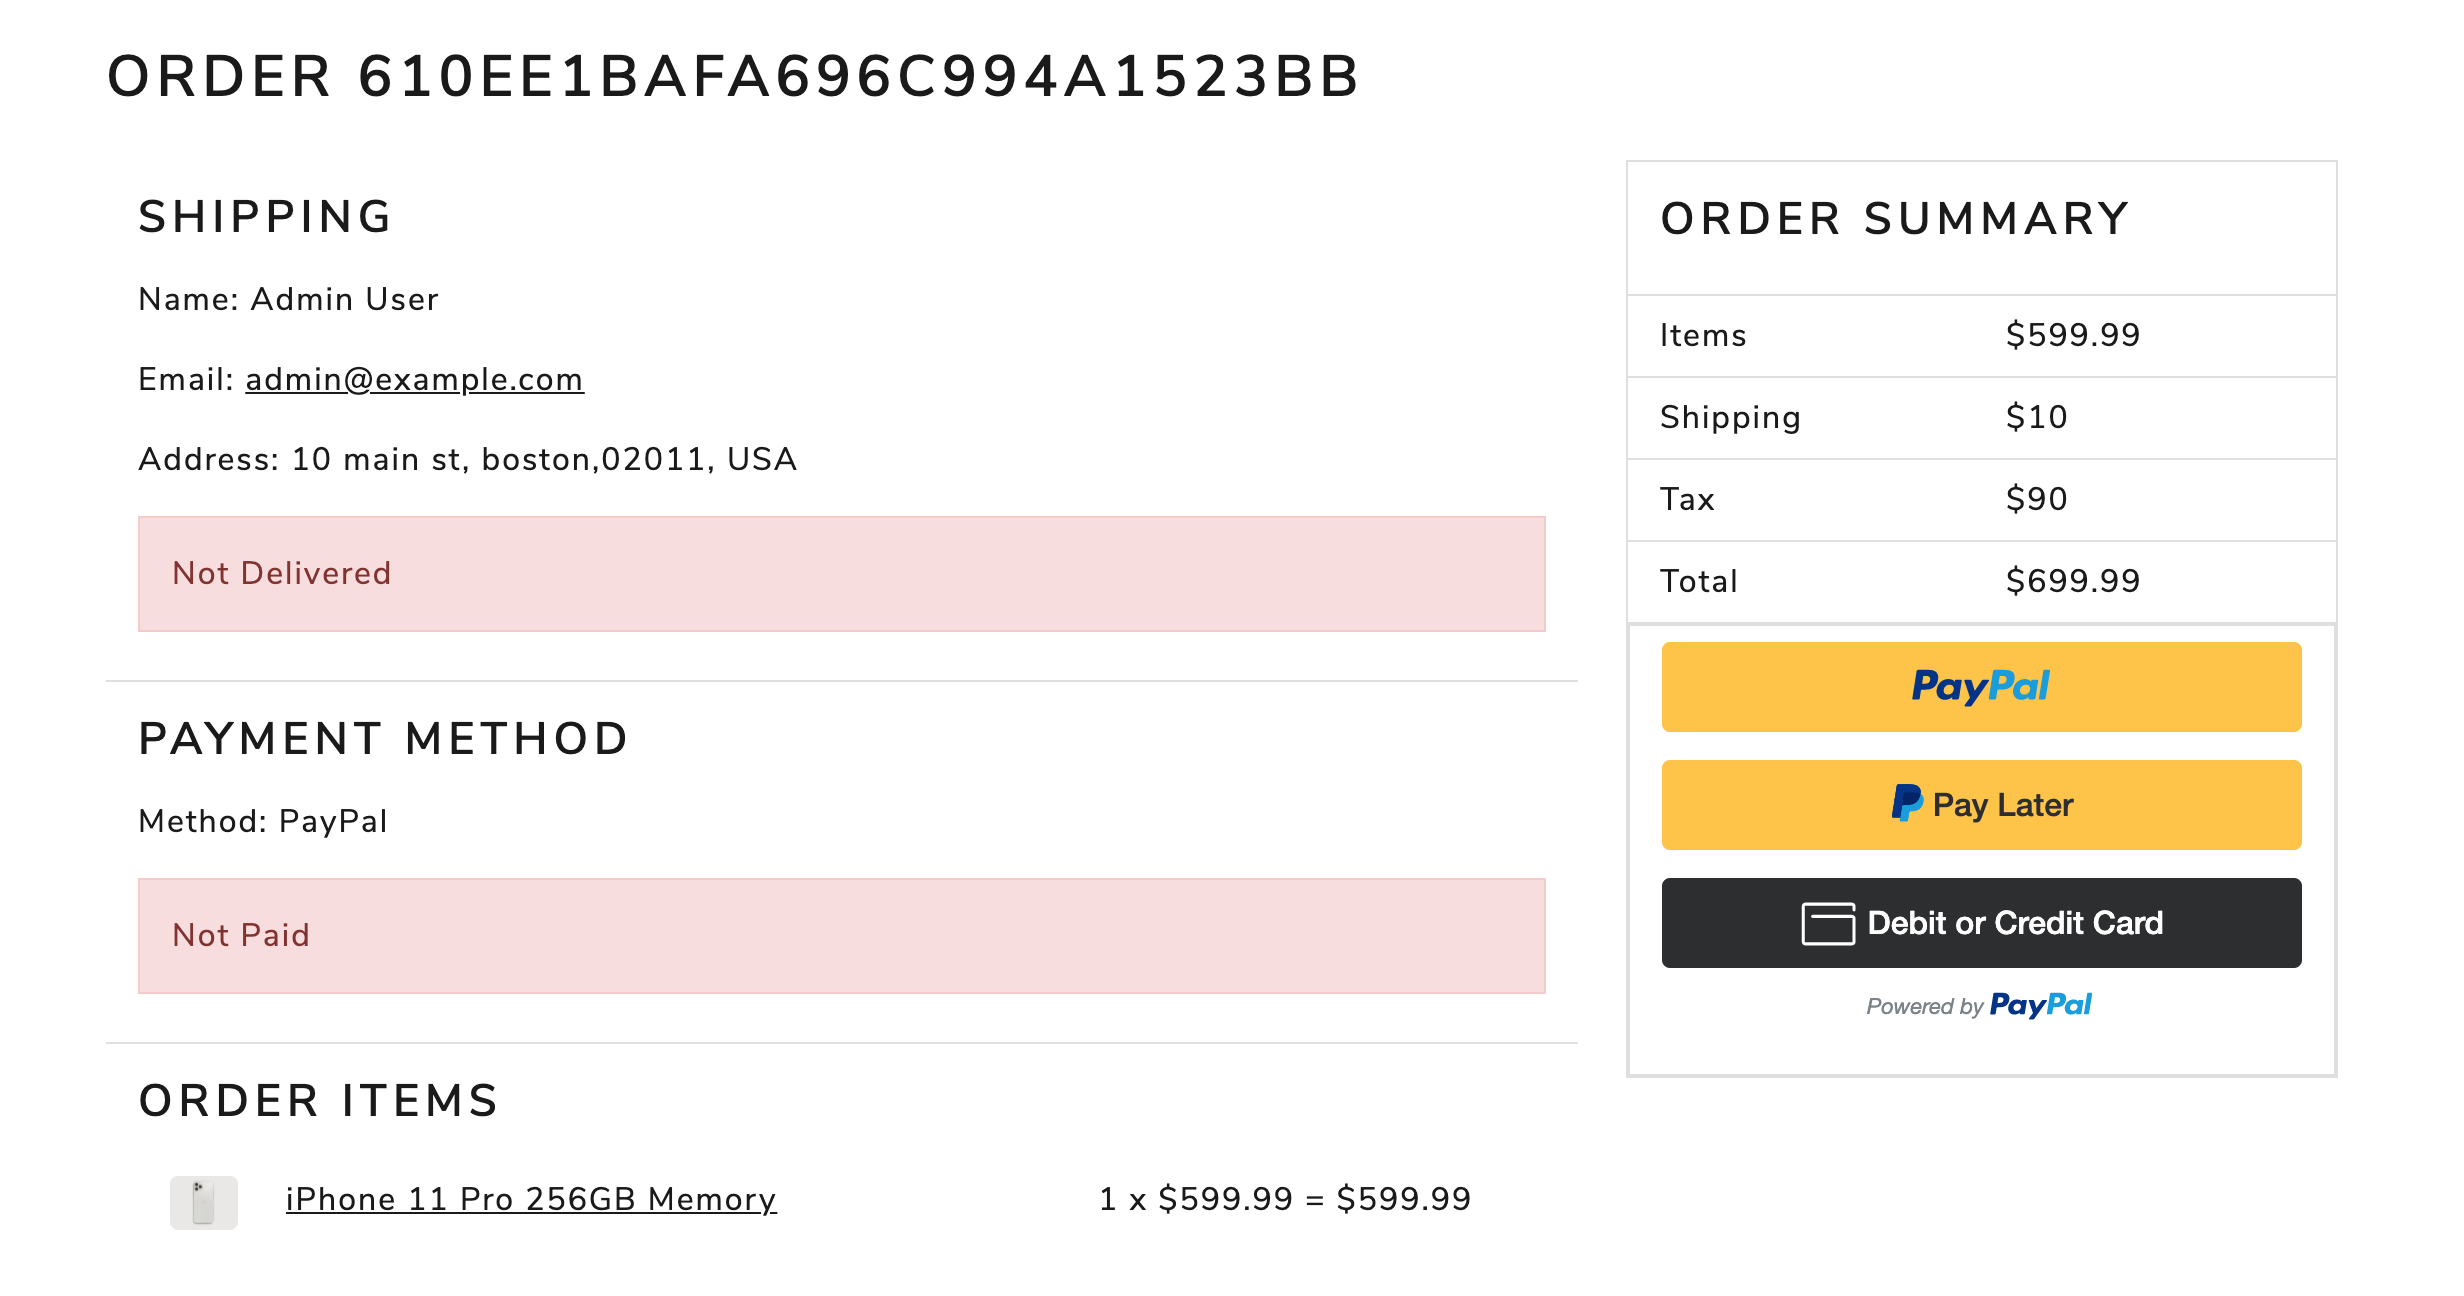 ORDER 610EE1BAFA696C994A1523BB
SHIPPING
Name: Admin User
Email: admin@example.com
Address: 10 main st, boston,02011, USA
Not Delivered
PAYMENT METHOD
Method: PayPal
Not Paid
ORDER ITEMS
iPhone 11 Pro 256GB Memory 1 x $599.99 = $599.99
ORDER SUMMARY
Items $599.99
Shipping $10
Tax $90
Total $699.99
PayPal
Pay Later
Debit or Credit Card
Powered by PayPal